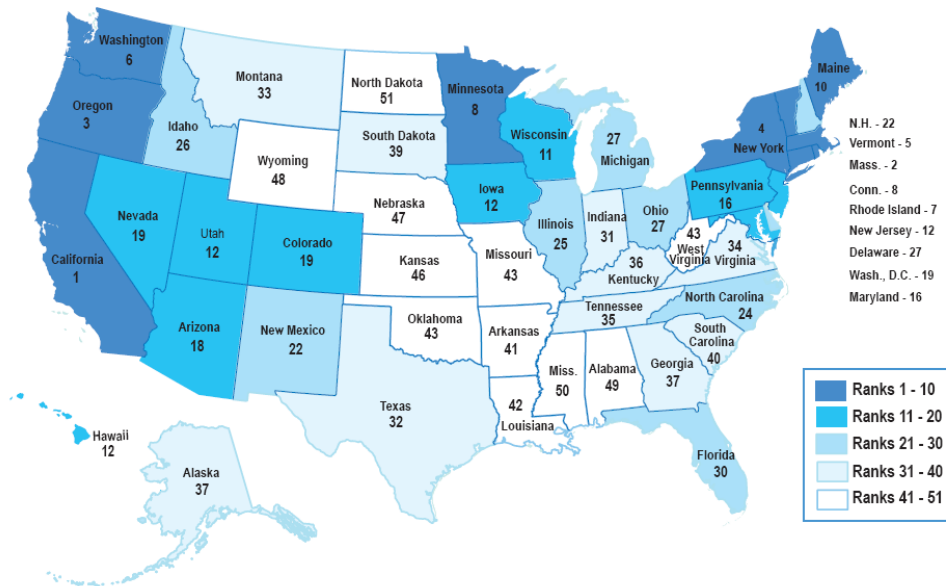 Washington
6
Oregon
3
California
1
Nevada
19
Idaho
26
Montana
33
Wyoming
48
Utah
12
Colorado
19
Arizona
18
New Mexico
22
North Dakota
51
South Dakota
39
Nebraska
47
Kansas
46
Oklahoma
43
Texas
32
Minnesota
8
Iowa
12
Missouri
43
Arkansas
41
42
Louisiana
Wisconsin
11
Illinois
25
27
Michigan
Indiana
31
Ohio
27
36
Kentucky
Tennessee
35
Miss.
50
Alabama
49
Georgia
37
Florida
30
South
Carolina
40
North Carolina
24
34
Virginia
43
West
Virginia
Pennsylvania
16
4
New York
Maine
10
Hawaii
12
Alaska
37
N.H. - 22
Vermont - 5
Mass. - 2
Conn. - 8
Rhode Island - 7
New Jersey - 12
Delaware - 27
Wash., D.C. - 19
Maryland - 16
Ranks 1 - 10
Ranks 11 - 20
Ranks 21 - 30
Ranks 31 - 40
Ranks 41 - 51